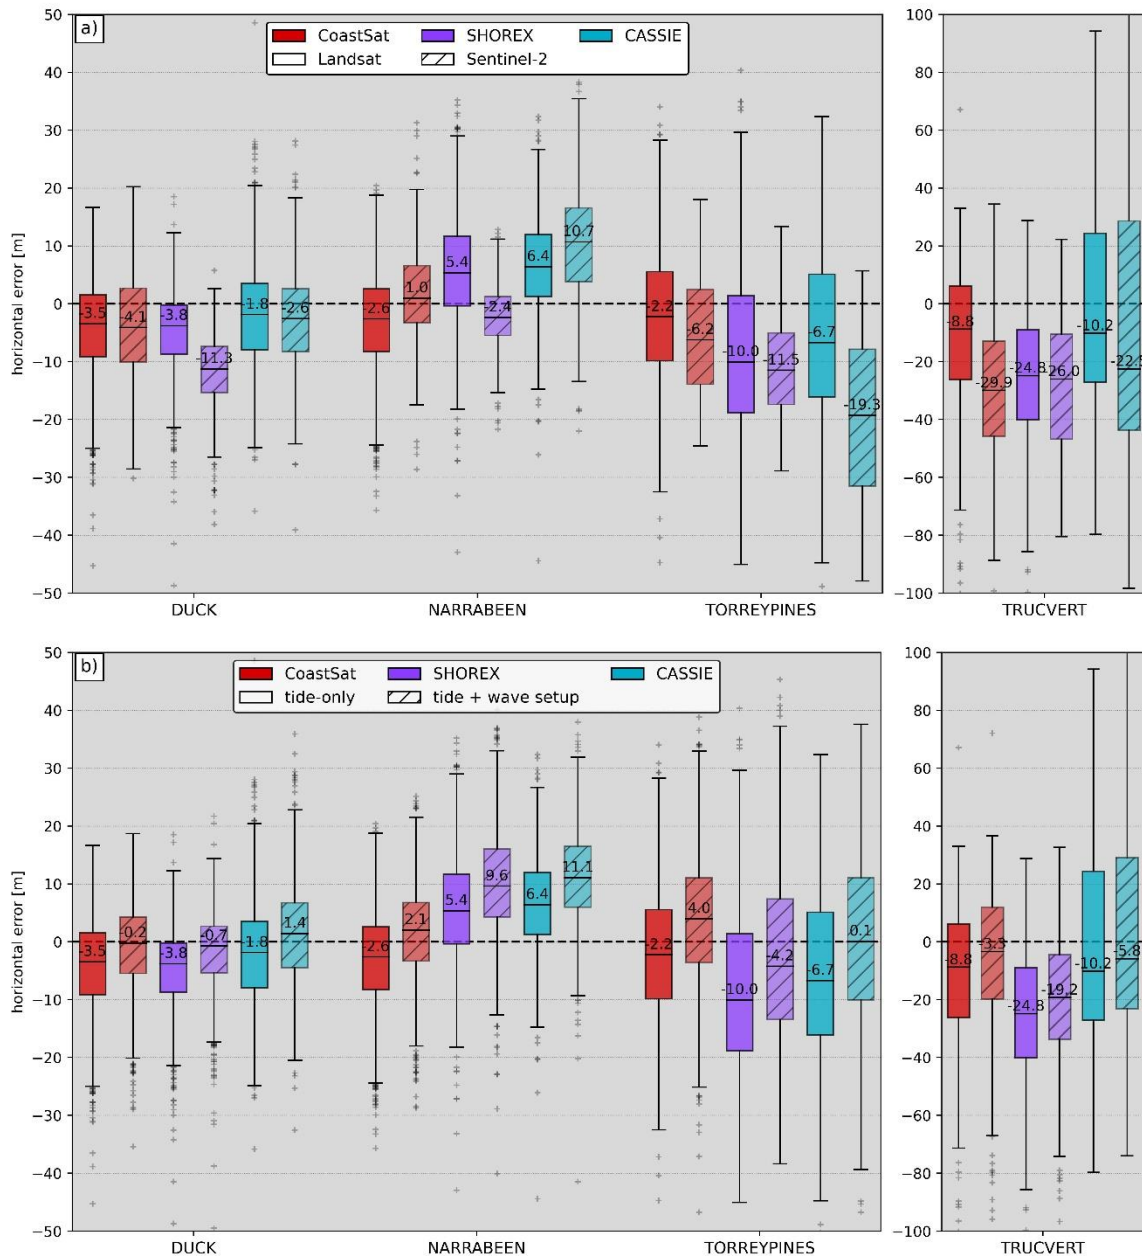 a)
CoastSat SHOREX CASSIE
Landsat Sentinel-2
horizontal error [m]
50
40
30
20
10
0
−10
−20
−30
−40
−50
-3.5 -4.1 -3.8 -11.3 -1.8 -2.6
-2.6 1.0 5.4 -2.4 6.4 10.7
-2.2 -6.2 -10.0 -11.5 -6.7 -19.3
DUCK NARRABEEN TORREYPINES
100
80
60
40
20
0
−20
−40
−60
−80
−100
-8.8 -29.9 -24.8 -26.0 -10.2
TRUCVERT
b)
CoastSat SHOREX CASSIE
tide-only tide + wave setup
horizontal error [m]
50
40
30
20
10
0
−10
−20
−30
−40
−50
-3.5 -3.8 -0.7 -1.8 1.4
-2.6 2.1 5.4 9.6 6.4 11.1
-2.2 4.0 -10.0 -4.2 -6.7 0.1
DUCK NARRABEEN TORREYPINES
100
80
60
40
20
0
−20
−40
−60
−80
−100
-8.8 -3.3 -24.8 -19.2 -10.2 -5.8
TRUCVERT